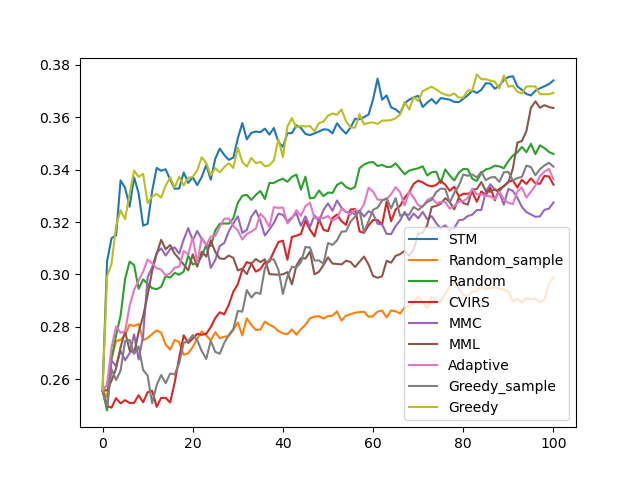 0.38
0.36
0.34
0.32
0.30
0.28
0.26
0
20
40
60
80
100
STM
Random_sample
Random
CVIRS
MMC
MML
Adaptive
Greedy_sample
Greedy